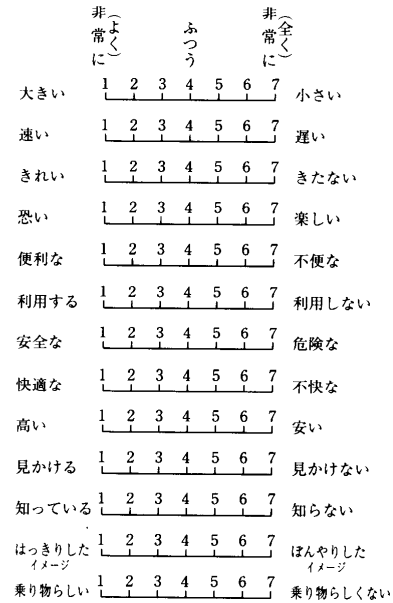 非常に（よく） ふつう 非常に（全く）
大きい 1 2 3 4 5 6 7 小さい
速い 1 2 3 4 5 6 7 遅い
きれい 1 2 3 4 5 6 7 きたない
恐い 1 2 3 4 5 6 7 楽しい
便利な 1 2 3 4 5 6 7 不便な
利用する 1 2 3 4 5 6 7 利用しない
安全な 1 2 3 4 5 6 7 危険な
快適な 1 2 3 4 5 6 7 不快な
高い 1 2 3 4 5 6 7 安い
見かける 1 2 3 4 5 6 7 見かけない
知っている 1 2 3 4 5 6 7 知らない
はっきりした 1 2 3 4 5 6 7 ぼんやりした
イメージ イメージ
乗り物らしい 1 2 3 4 5 6 7 乗り物らしくない